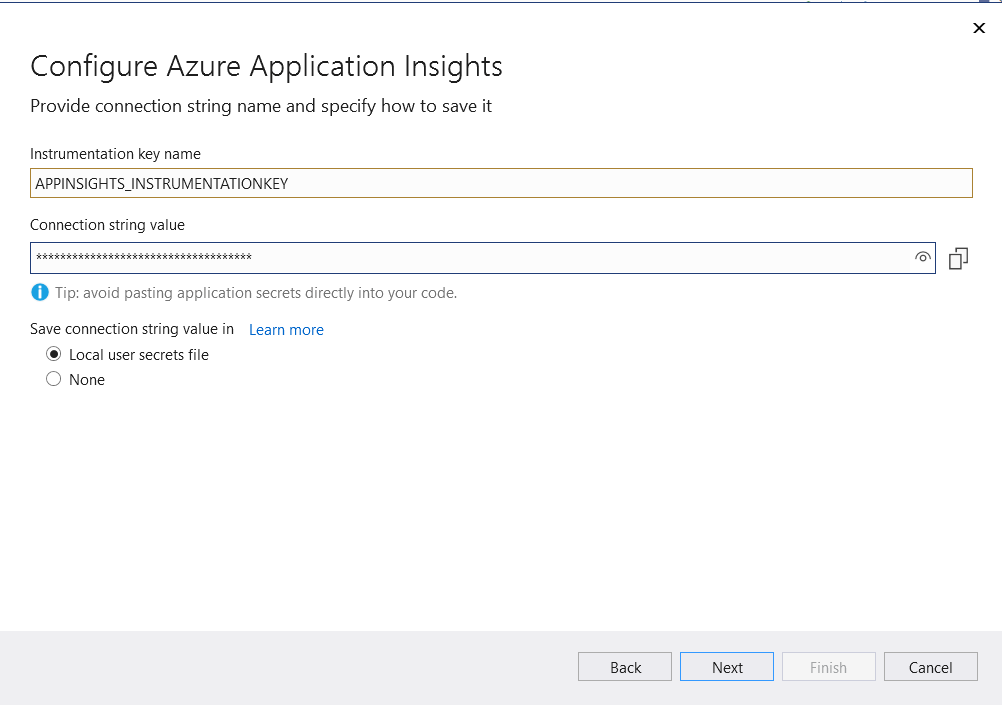 Configure Azure Application Insights
Provide connection string name and specify how to save it
Instrumentation key name
APPINSIGHTS_INSTRUMENTATIONKEY
Connection string value
************************************
Tip: avoid pasting application secrets directly into your code.
Save connection string value in Learn more
Local user secrets file
None
Back Next Finish Cancel